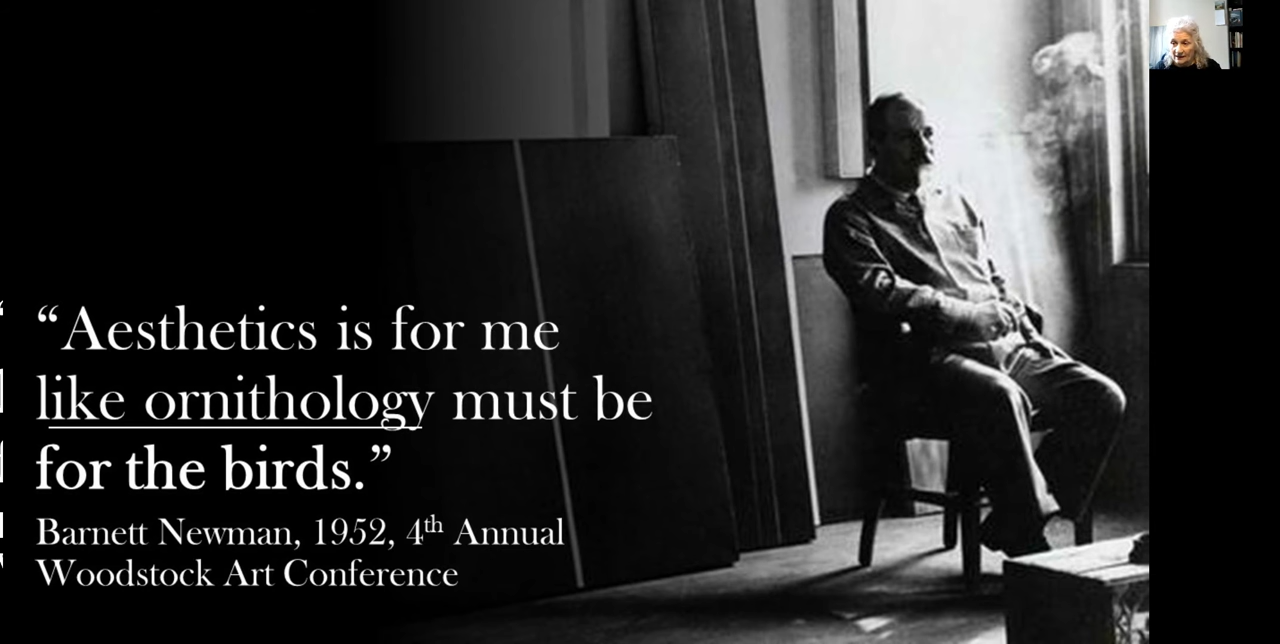 “Aesthetics is for me
like ornithology must be
for the birds.”
Barnett Newman, 1952, 4th Annual
Woodstock Art Conference